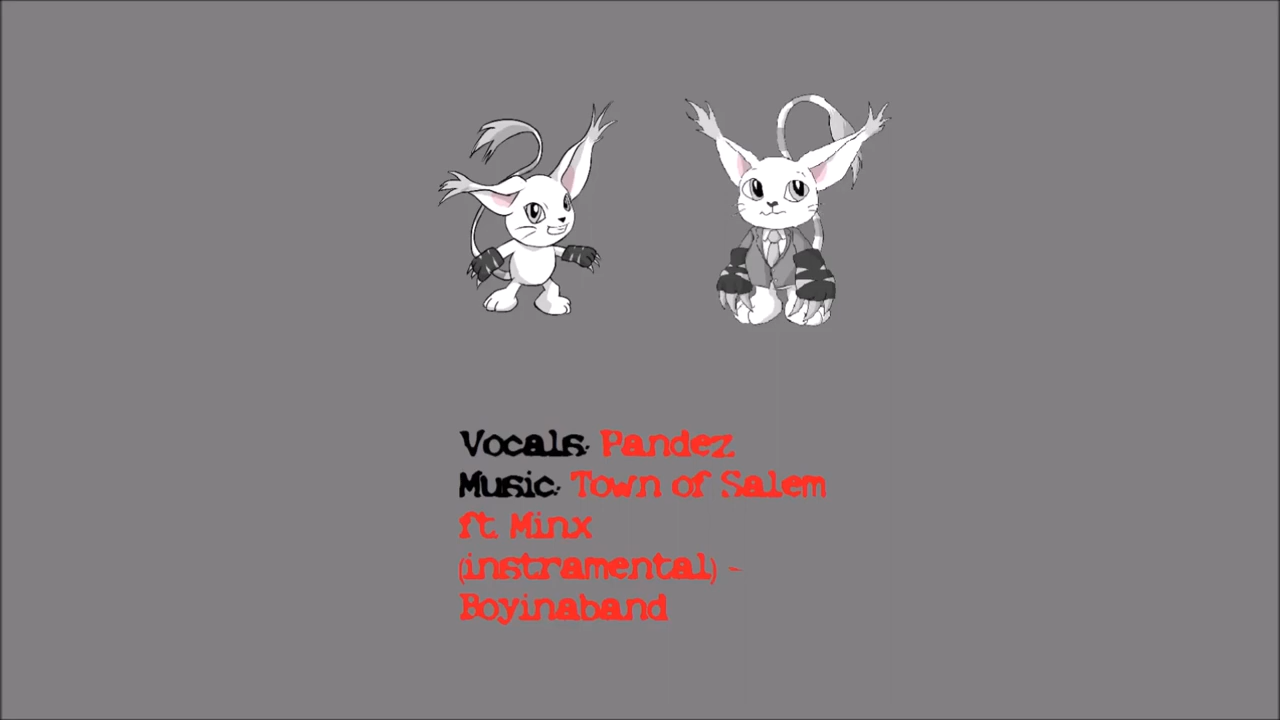 Vocals: Pandez
Music: Town of Salem
ft. Minx
(instramental) -
Boyinaband